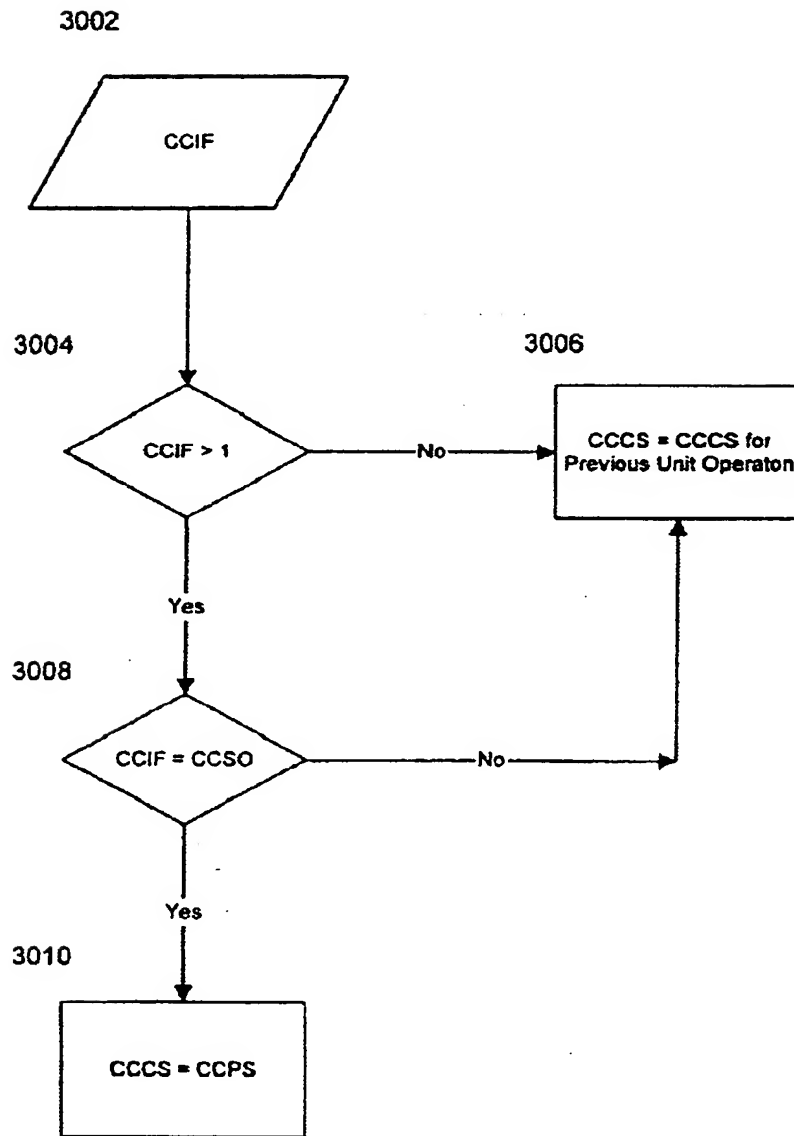 3002
CCIF
3004
CCIF > 1
No
3006
CCCS = CCCS for
Previous Unit Operaton
Yes
3008
CCIF = CCSO
No
Yes
3010
CCCS = CCPS